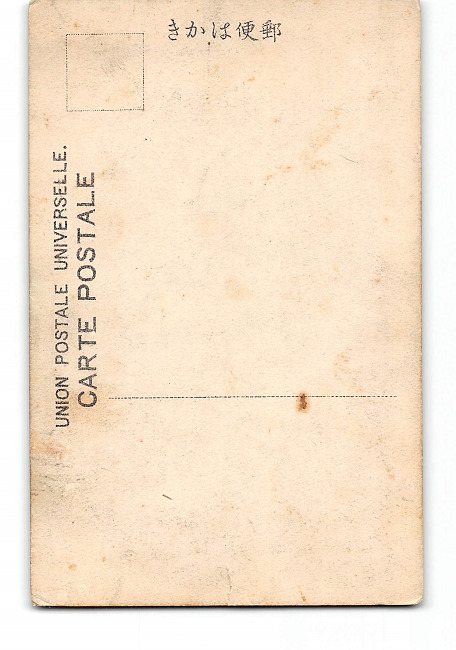 きかは便郵
UNION POSTALE UNIVERSELLE.
CARTE POSTALE